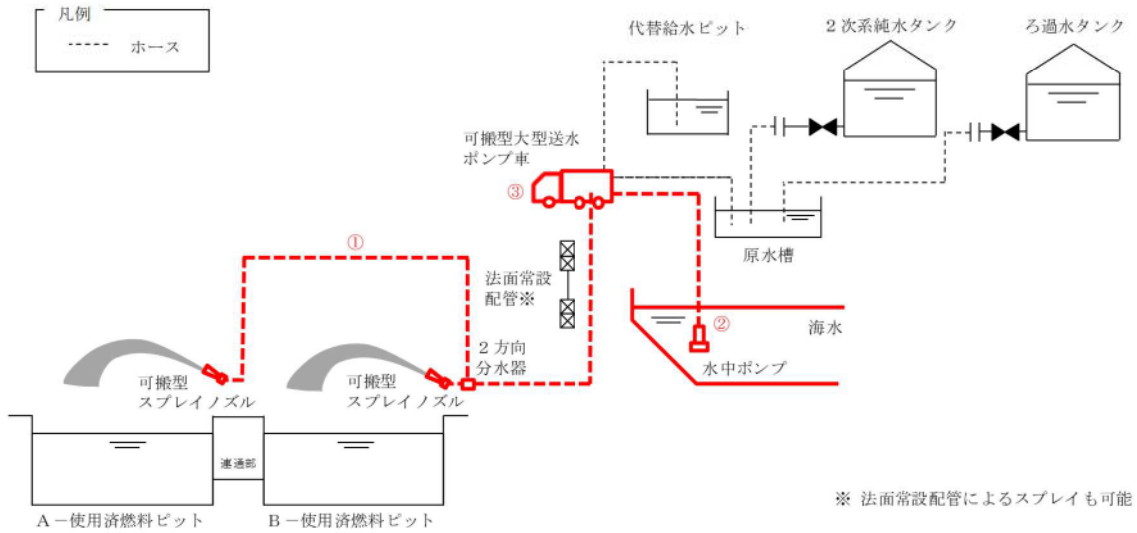 凡例
ホース
代替給水ピット
2次系純水タンク
ろ過水タンク
可搬型大型送水
ポンプ車
③
①
原水槽
法面常設
配管※
②
海水
水中ポンプ
2方向
分水器
可搬型
スプレイノズル
可搬型
スプレイノズル
連通部
A-使用済燃料ピット
B-使用済燃料ピット
※ 法面常設配管によるスプレイも可能